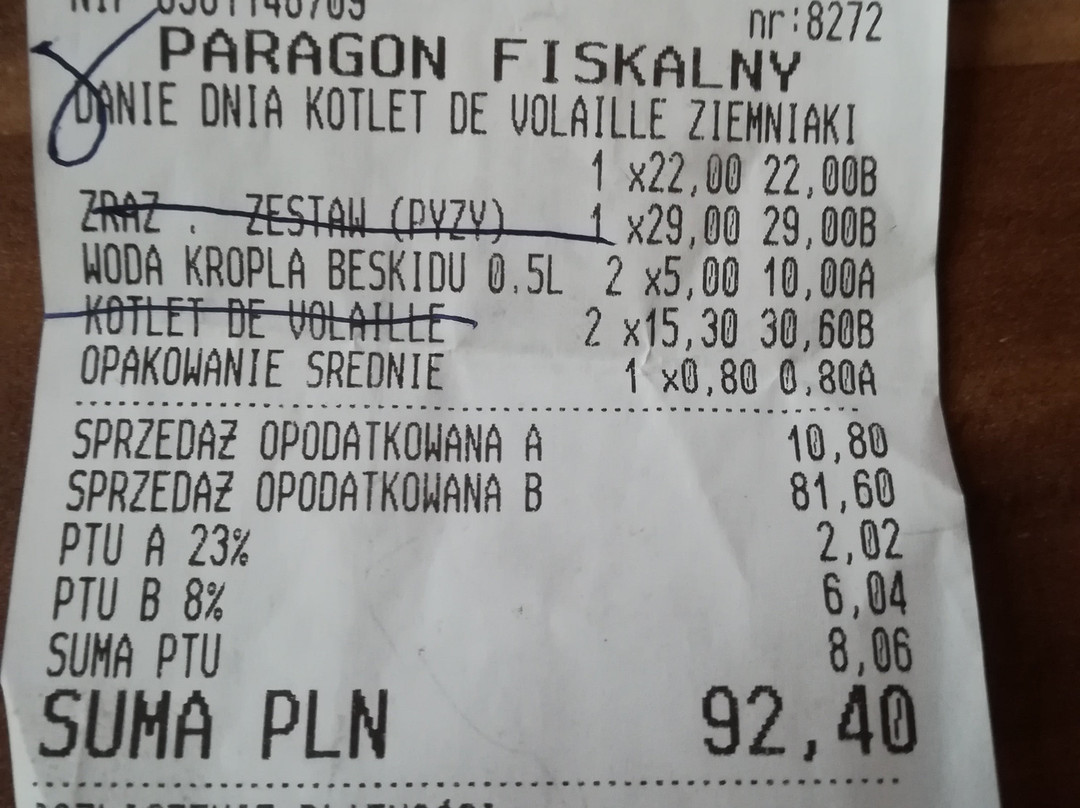 nr:8272
PARAGON FISKALNY
DANIE DNIA KOTLET DE VOLAILLE ZIEMNIAKI
1 x22,00 22,00B
ZRAZ . ZESTAW (PYZY) 1 x29,00 29,00B
WODA KROPLA BESKIDU 0.5L 2 x5,00 10,00A
KOTLET DE VOLAILLE 2 x15,30 30,60B
OPAKOWANIE SREDNIE 1 x0,80 0,80A
SPRZEDAŻ OPODATKOWANA A 10,80
SPRZEDAŻ OPODATKOWANA B 81,60
PTU A 23% 2,02
PTU B 8% 6,04
SUMA PTU 8,06
SUMA PLN 92,40